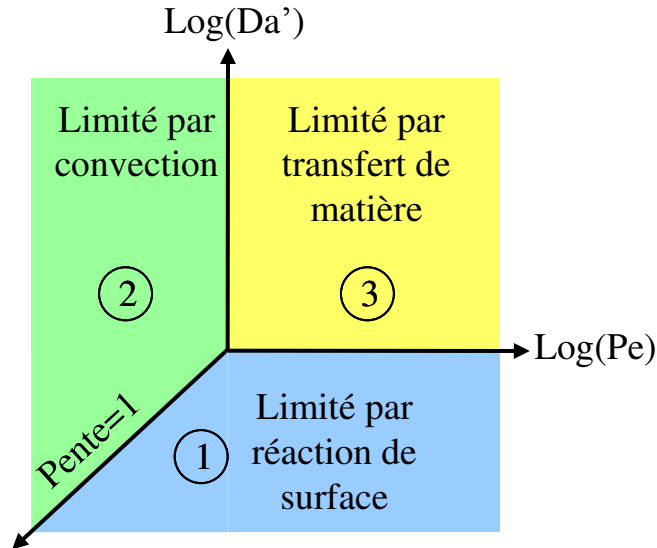 Log(Da’)
Limité par
convection
Limité par
transfert de
matière
2
3
Log(Pe)
Pente=1
1
Limité par
réaction de
surface